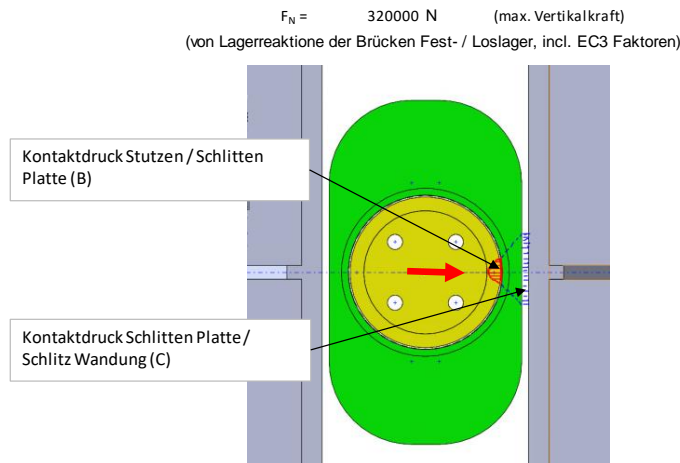 F_N = 320000 N (max. Vertikalkraft)
(von Lagerreaktione der Brücken Fest- / Loslager, incl. EC3 Faktoren)
Kontaktdruck Stutzen / Schlitten
Platte (B)
Kontaktdruck Schlitten Platte /
Schlitz Wandung (C)